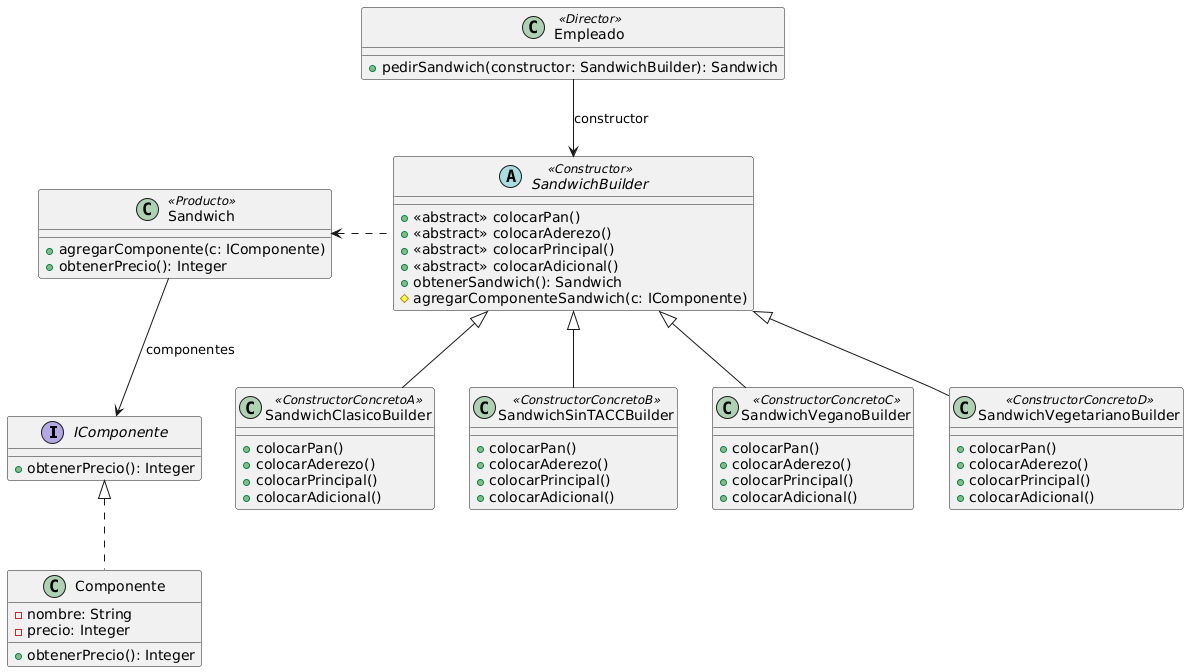 «Director»
C Empleado
pedirSandwich(constructor: SandwichBuilder): Sandwich
constructor
«Constructor»
A SandwichBuilder
«abstract» colocarPan()
«abstract» colocarAderezo()
«abstract» colocarPrincipal()
«abstract» colocarAdicional()
obtenerSandwich(): Sandwich
agregarComponenteSandwich(c: IComponente)
«Producto»
C Sandwich
agregarComponente(c: IComponente)
obtenerPrecio(): Integer
componentes
I IComponente
obtenerPrecio(): Integer
«ConstructorConcretoA»
C SandwichClasicoBuilder
colocarPan()
colocarAderezo()
colocarPrincipal()
colocarAdicional()
«ConstructorConcretoB»
C SandwichSinTACCBuilder
colocarPan()
colocarAderezo()
colocarPrincipal()
colocarAdicional()
«ConstructorConcretoC»
C SandwichVeganoBuilder
colocarPan()
colocarAderezo()
colocarPrincipal()
colocarAdicional()
«ConstructorConcretoD»
C SandwichVegetarianoBuilder
colocarPan()
colocarAderezo()
colocarPrincipal()
colocarAdicional()
C Componente
nombre: String
precio: Integer
obtenerPrecio(): Integer